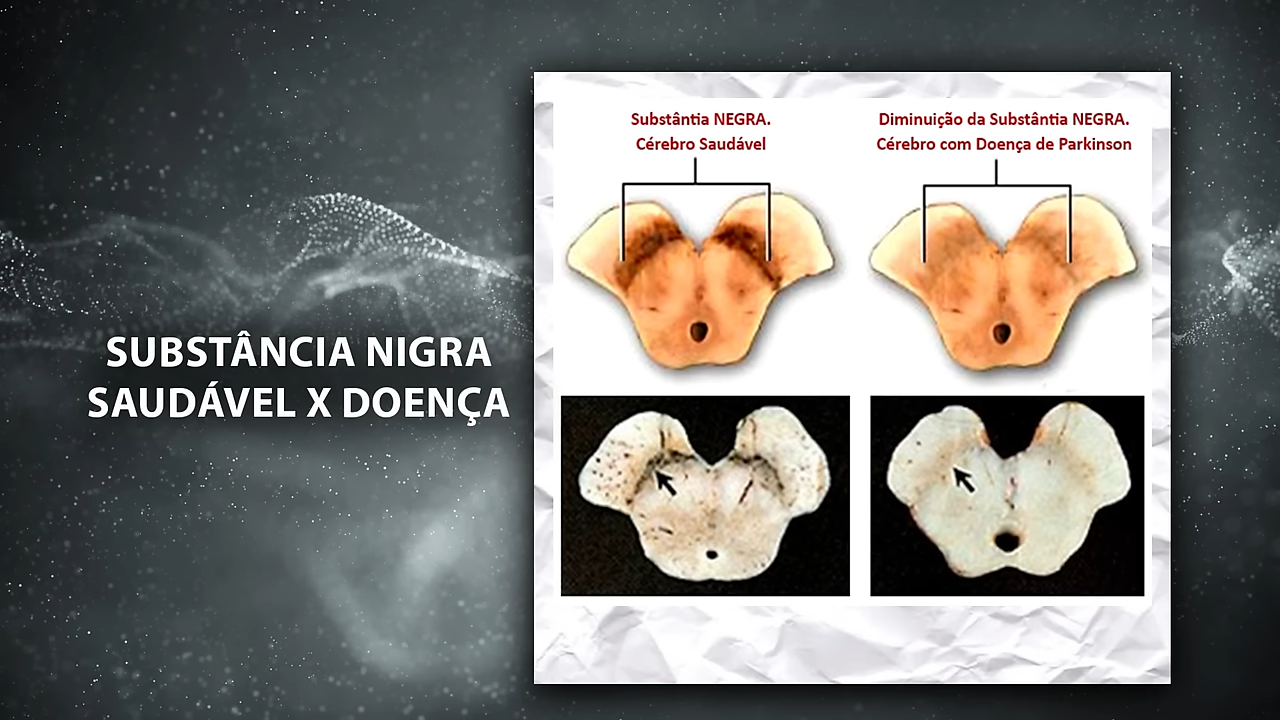 SUBSTÂNCIA NIGRA
SAUDÁVEL X DOENÇA
Substântia NEGRA.
Cérebro Saudável
Diminuição da Substântia NEGRA.
Cérebro com Doença de Parkinson